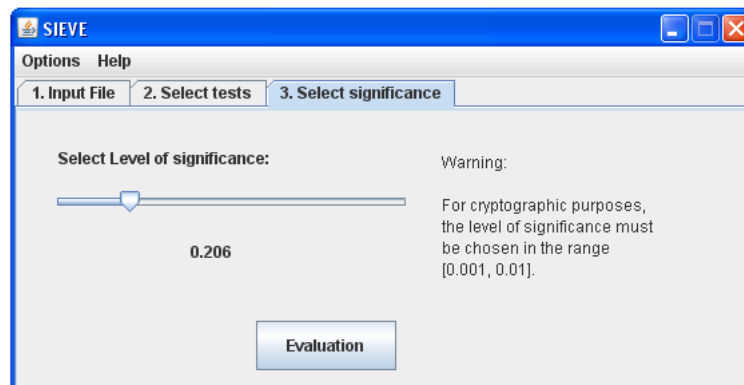 SIEVE
Options Help
1. Input File 2. Select tests 3. Select significance
Select Level of significance:
0.206
Warning:
For cryptographic purposes,
the level of significance must
be chosen in the range
[0.001, 0.01].
Evaluation